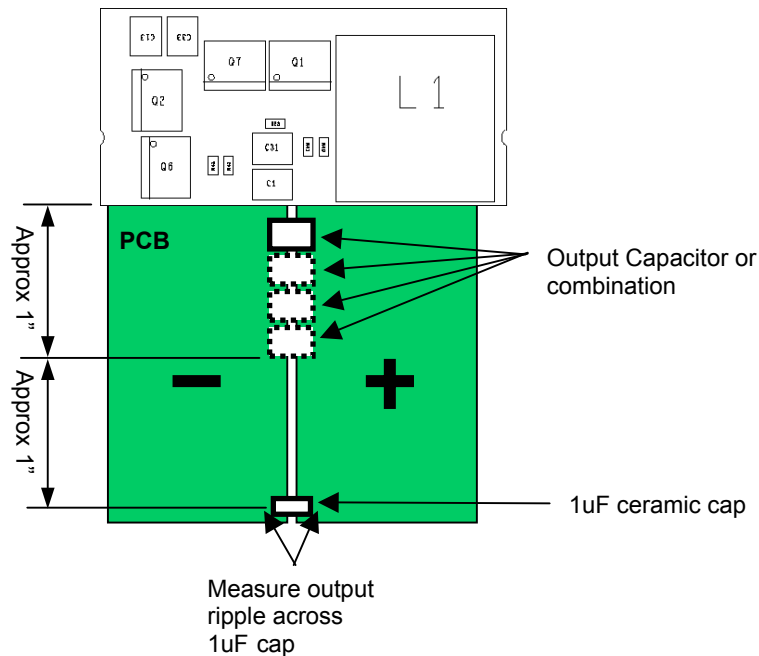 C13
C33
Q7
Q1
L1
Q2
Q6
C31
C1
PCB
Approx 1”
Output Capacitor or
combination
–
+
Approx 1”
1uF ceramic cap
Measure output
ripple across
1uF cap